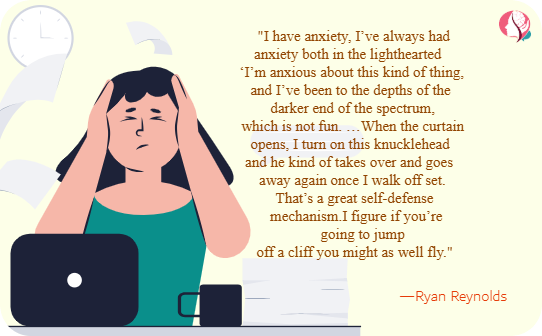 "I have anxiety, I’ve always had
anxiety both in the lighthearted
‘I’m anxious about this kind of thing,
and I’ve been to the depths of the
darker end of the spectrum,
which is not fun. …When the curtain
opens, I turn on this knucklehead
and he kind of takes over and goes
away again once I walk off set.
That’s a great self-defense
mechanism.I figure if you’re
going to jump
off a cliff you might as well fly."
—Ryan Reynolds